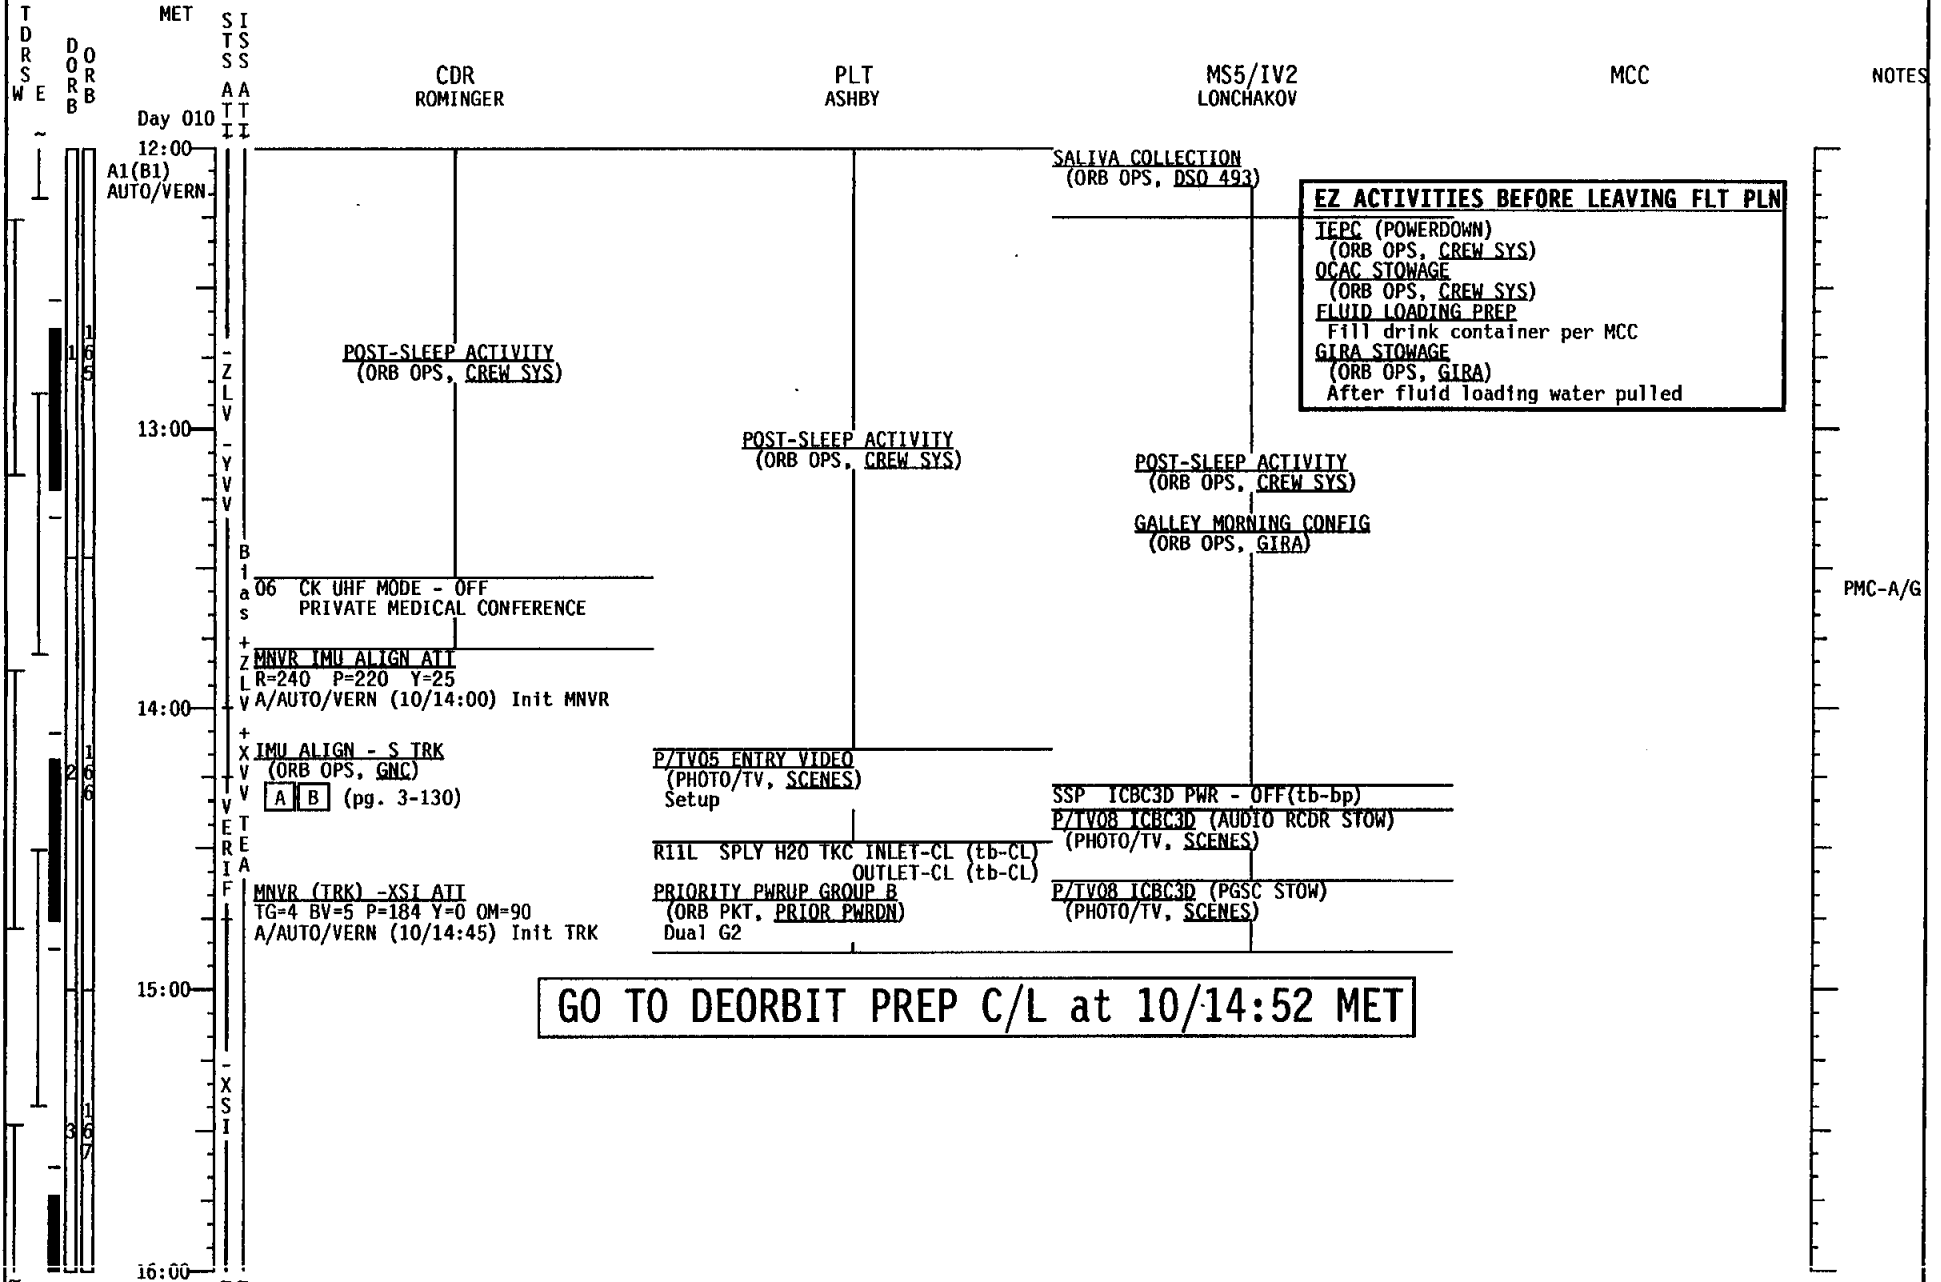 TDRS
W E
DORB
ORB
MET
STS ATT
ISS ATT
CDR
ROMINGER
PLT
ASHBY
MS5/IV2
LONCHAKOV
MCC
NOTES
Day 010
12:00
A1(B1)
AUTO/VERN
SALIVA COLLECTION
(ORB OPS, DSO 493)
EZ ACTIVITIES BEFORE LEAVING FLT PLN
TEPC (POWERDOWN)
(ORB OPS, CREW SYS)
OCAC STOWAGE
(ORB OPS, CREW SYS)
FLUID LOADING PREP
Fill drink container per MCC
GIRA STOWAGE
(ORB OPS, GIRA)
After fluid loading water pulled
1
165
-ZLV -YVV
POST-SLEEP ACTIVITY
(ORB OPS, CREW SYS)
13:00
POST-SLEEP ACTIVITY
(ORB OPS, CREW SYS)
POST-SLEEP ACTIVITY
(ORB OPS, CREW SYS)
GALLEY MORNING CONFIG
(ORB OPS, GIRA)
Bias +ZLV +XVV TEA
06 CK UHF MODE - OFF
PRIVATE MEDICAL CONFERENCE
PMC-A/G
MNVR IMU ALIGN ATT
R=240 P=220 Y=25
A/AUTO/VERN (10/14:00) Init MNVR
14:00
2
166
IMU ALIGN - S TRK
(ORB OPS, GNC)
A B (pg. 3-130)
VERIF
P/TV05 ENTRY VIDEO
(PHOTO/TV, SCENES)
Setup
SSP ICBC3D PWR - OFF(tb-bp)
P/TV08 ICBC3D (AUDIO RCDR STOW)
(PHOTO/TV, SCENES)
R11L SPLY H2O TKC INLET-CL (tb-CL)
OUTLET-CL (tb-CL)
MNVR (TRK) -XSI ATT
TG=4 BV=5 P=184 Y=0 OM=90
A/AUTO/VERN (10/14:45) Init TRK
PRIORITY PWRUP GROUP B
(ORB PKT, PRIOR PWRDN)
Dual G2
P/TV08 ICBC3D (PGSC STOW)
(PHOTO/TV, SCENES)
15:00
GO TO DEORBIT PREP C/L at 10/14:52 MET
-XSI
3
167
16:00